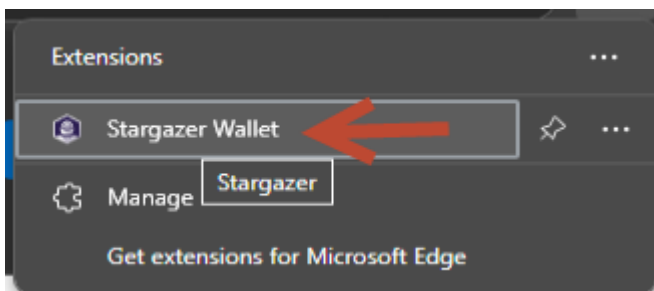 Extensions
Stargazer Wallet
Stargazer
Manage
Get extensions for Microsoft Edge